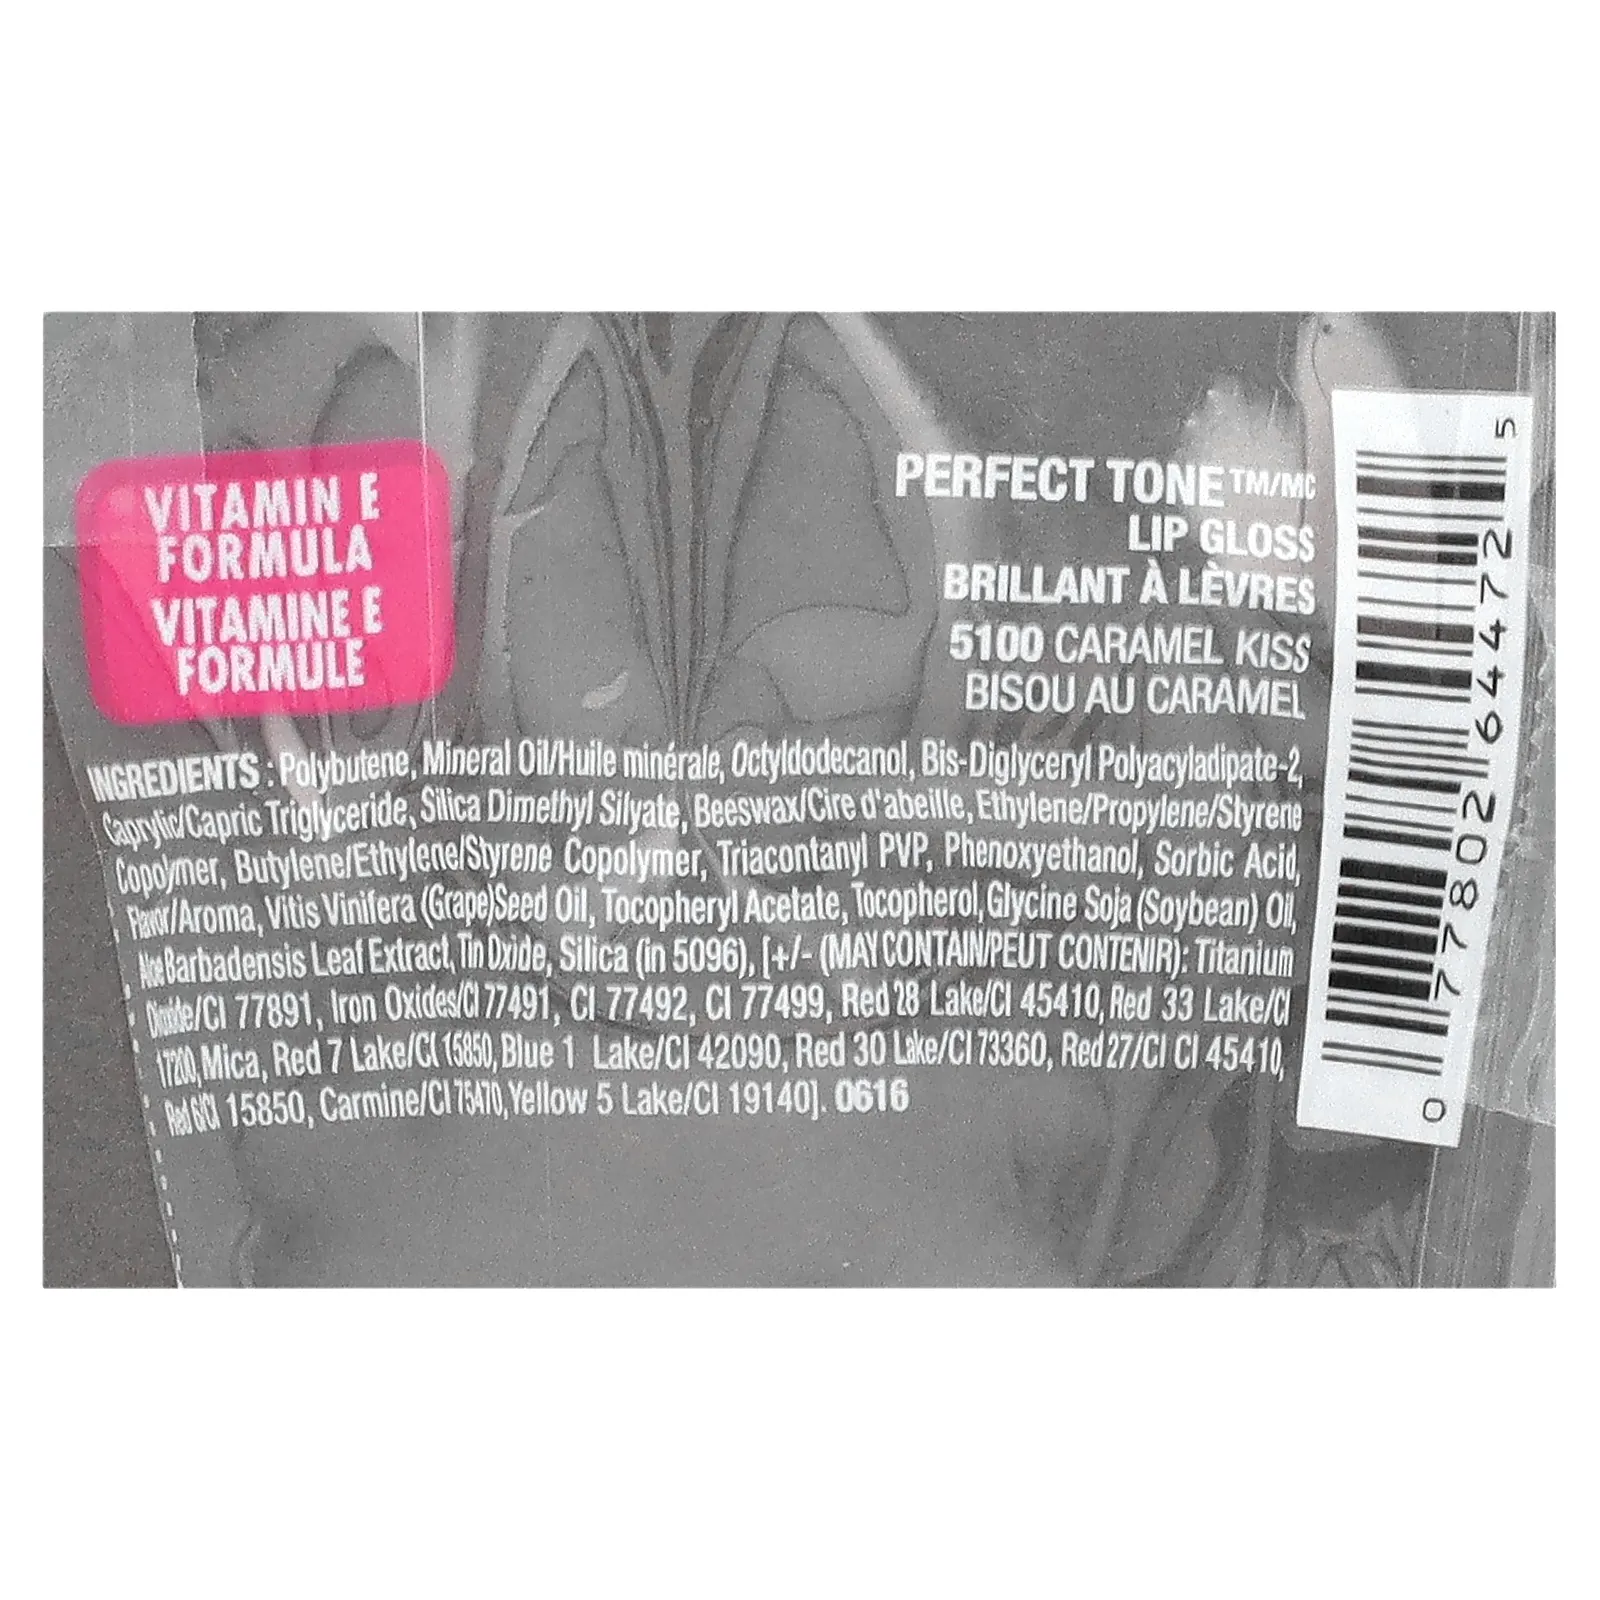 VITAMIN E
FORMULA
VITAMINE E
FORMULE
PERFECT TONE™/MC
LIP GLOSS
BRILLANT À LÈVRES
5100 CARAMEL KISS
BISOU AU CARAMEL
INGREDIENTS : Polybutene, Mineral Oil/Huile minérale, Octyldodecanol, Bis-Diglyceryl Polyacyladipate-2,
Caprylic/Capric Triglyceride, Silica Dimethyl Silyate, Beeswax/Cire d'abeille, Ethylene/Propylene/Styrene
Copolymer, Butylene/Ethylene/Styrene Copolymer, Triacontanyl PVP, Phenoxyethanol, Sorbic Acid,
Flavor/Aroma, Vitis Vinifera (Grape)Seed Oil, Tocopheryl Acetate, Tocopherol, Glycine Soja (Soybean) Oil,
Aloe Barbadensis Leaf Extract, Tin Oxide, Silica (in 5096), [+/- (MAY CONTAIN/PEUT CONTENIR): Titanium
Dioxide/CI 77891, Iron Oxides/CI 77491, CI 77492, CI 77499, Red 28 Lake/CI 45410, Red 33 Lake/CI
17200, Mica, Red 7 Lake/CI 15850, Blue 1 Lake/CI 42090, Red 30 Lake/CI 73360, Red 27/CI CI 45410,
Red 6/CI 15850, Carmine/CI 75470, Yellow 5 Lake/CI 19140]. 0616
0 77802 64472 5